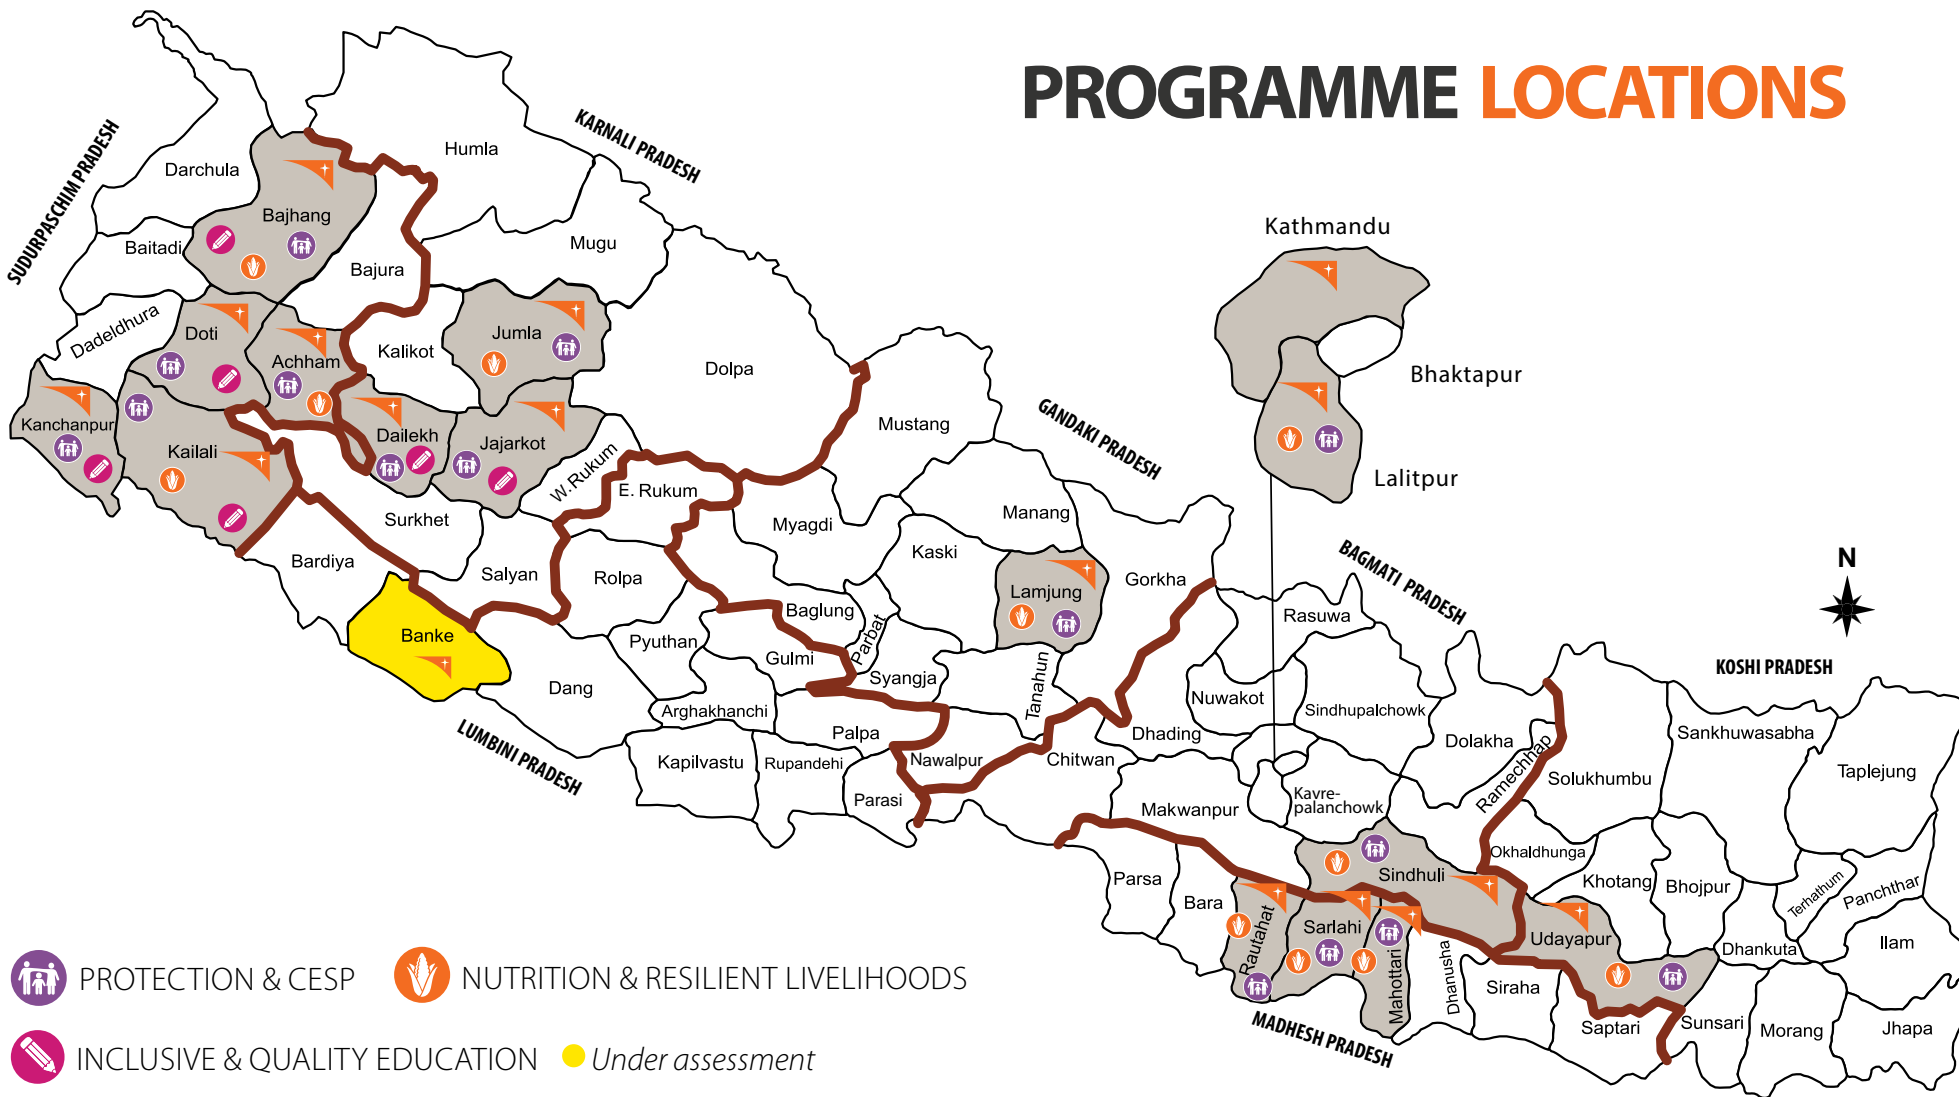 PROGRAMME LOCATIONS
SUDURPASCHIM PRADESH
KARNALI PRADESH
Humla
Darchula
Bajhang
Baitadi
Bajura
Mugu
Kathmandu
Dadeldhura
Doti
Achham
Kalikot
Jumla
Dolpa
Bhaktapur
Kanchanpur
Kailali
Dailekh
Jajarkot
Mustang
GANDAKI PRADESH
Lalitpur
W. Rukum
E. Rukum
Surkhet
Myagdi
Manang
Kaski
Bardiya
Salyan
Rolpa
Lamjung
Gorkha
BAGMATI PRADESH
N
Banke
Baglung
Parbat
Rasuwa
Pyuthan
Gulmi
Syangja
Tanahun
KOSHI PRADESH
Dang
Nuwakot
Sindhupalchowk
Arghakhanchi
LUMBINI PRADESH
Palpa
Dhading
Dolakha
Ramechhap
Sankhuwasabha
Kapilvastu
Rupandehi
Nawalpur
Chitwan
Solukhumbu
Taplejung
Parasi
Makwanpur
Kavre-
palanchowk
Okhaldhunga
Parsa
Bara
Sindhuli
Khotang
Bhojpur
Terhathum
Panchthar
Rautahat
Sarlahi
Mahottari
Dhanusha
Udayapur
Dhankuta
Ilam
Siraha
MADHESH PRADESH
Saptari
Sunsari
Morang
Jhapa
PROTECTION & CESP
NUTRITION & RESILIENT LIVELIHOODS
INCLUSIVE & QUALITY EDUCATION
Under assessment